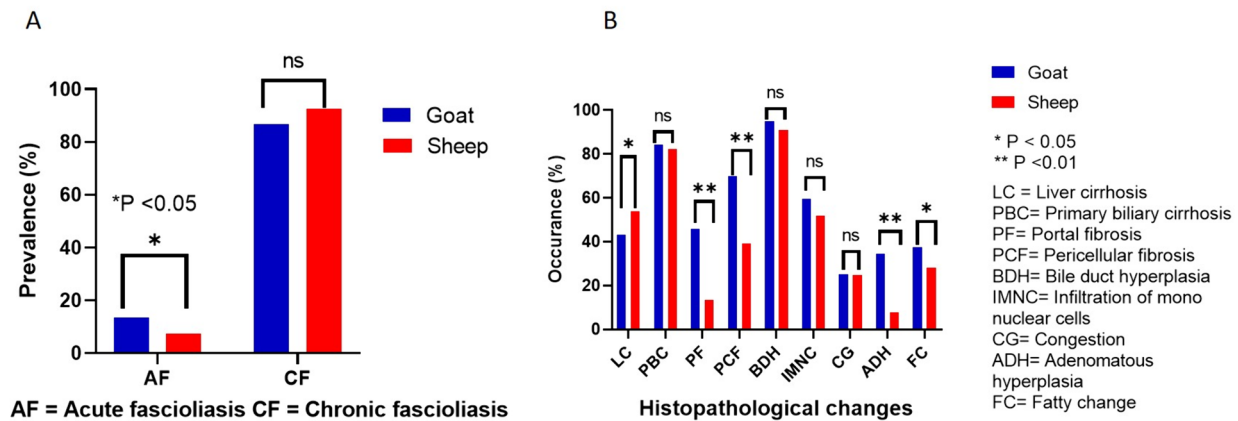 A
ns
100
80
60
40
20
0
Prevalence (%)
Goat
Sheep
*P <0.05
*
AF
CF
AF = Acute fascioliasis CF = Chronic fascioliasis
B
100
80
60
40
20
0
Occurance (%)
*
ns
**
**
ns
ns
ns
**
*
LC
PBC
PF
PCF
BDH
IMNC
CG
ADH
FC
Histopathological changes
Goat
Sheep
* P < 0.05
** P <0.01
LC = Liver cirrhosis
PBC= Primary biliary cirrhosis
PF= Portal fibrosis
PCF= Pericellular fibrosis
BDH= Bile duct hyperplasia
IMNC= Infiltration of mono
nuclear cells
CG= Congestion
ADH= Adenomatous
hyperplasia
FC= Fatty change